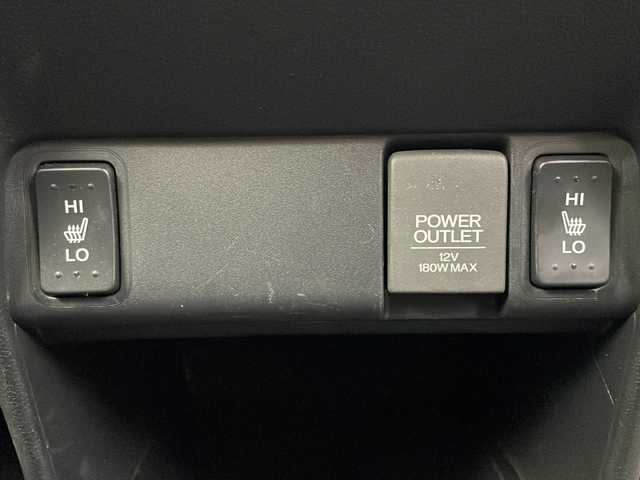 HI
LO
POWER
OUTLET
12V
180W MAX
HI
LO